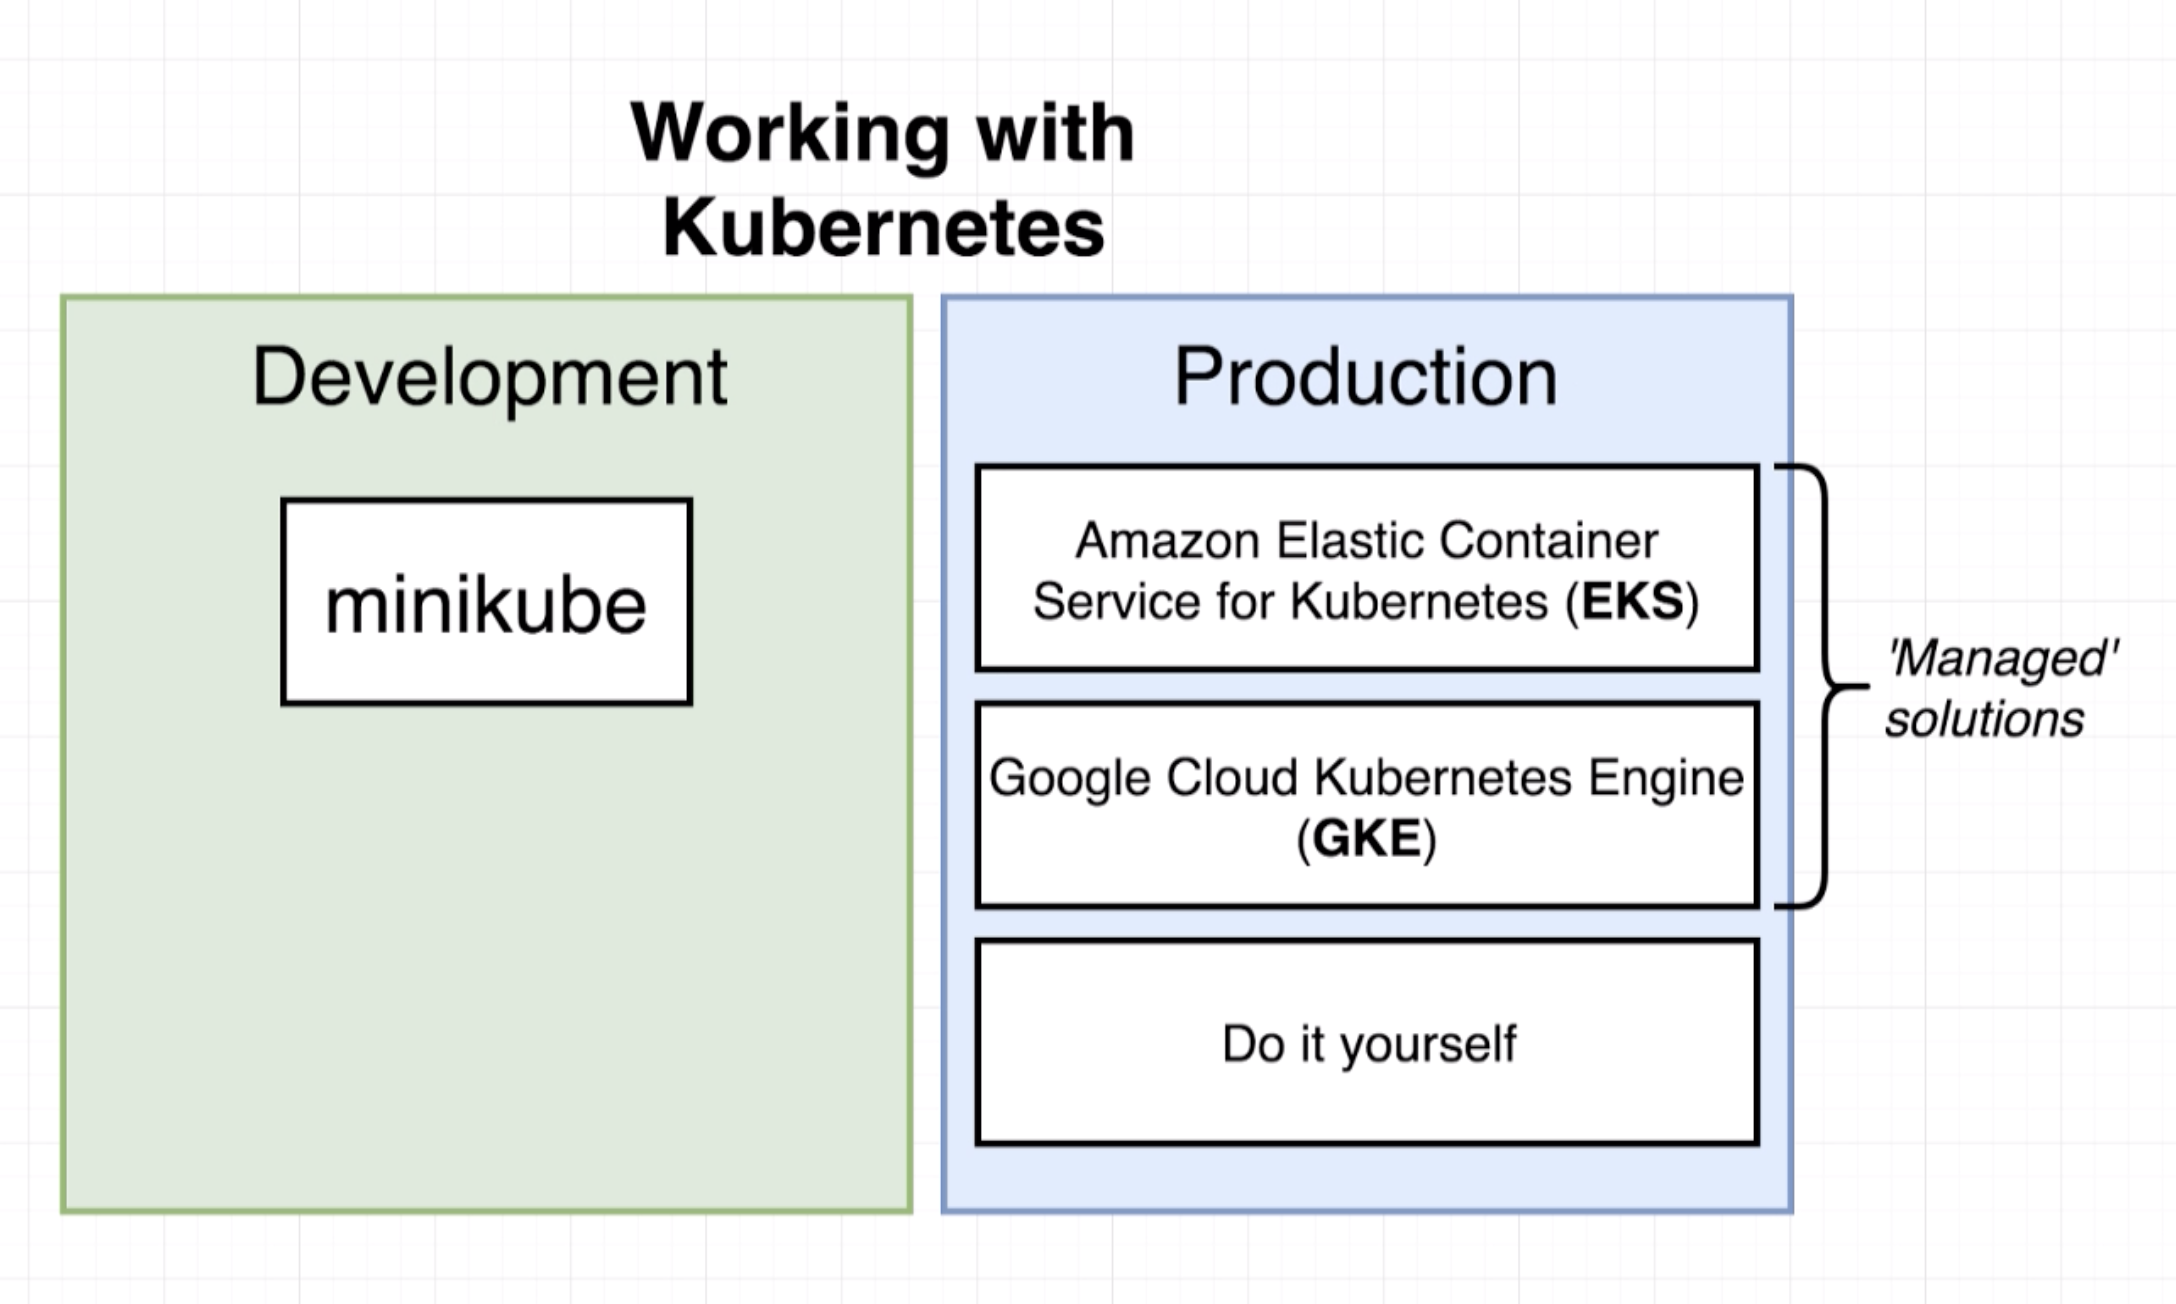 Working with
Kubernetes
Development
minikube
Production
Amazon Elastic Container
Service for Kubernetes (EKS)
Google Cloud Kubernetes Engine
(GKE)
Do it yourself
'Managed'
solutions